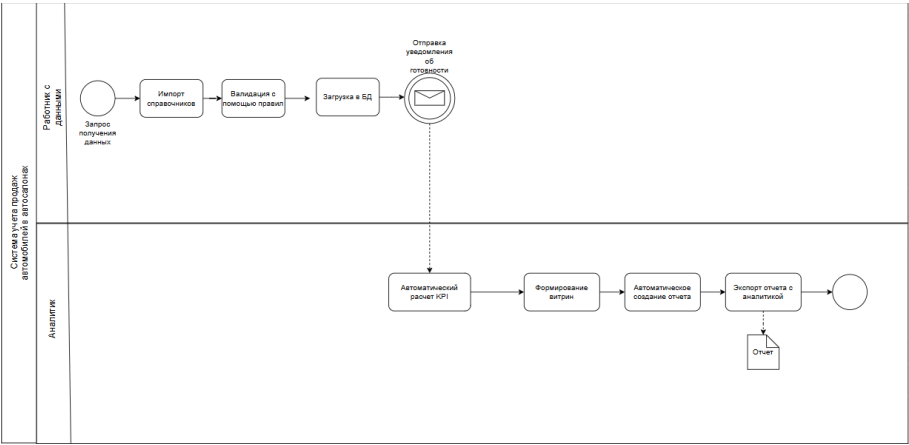 Система учета продаж
автомобилей в автосалонах
Работник с
данными
Запрос
получения
данных
Импорт
справочников
Валидация с
помощью правил
Загрузка в БД
Отправка
уведомления
об
готовности
Аналитик
Автоматический
расчет KPI
Формирование
витрин
Автоматическое
создание отчета
Экспорт отчета с
аналитикой
Отчет